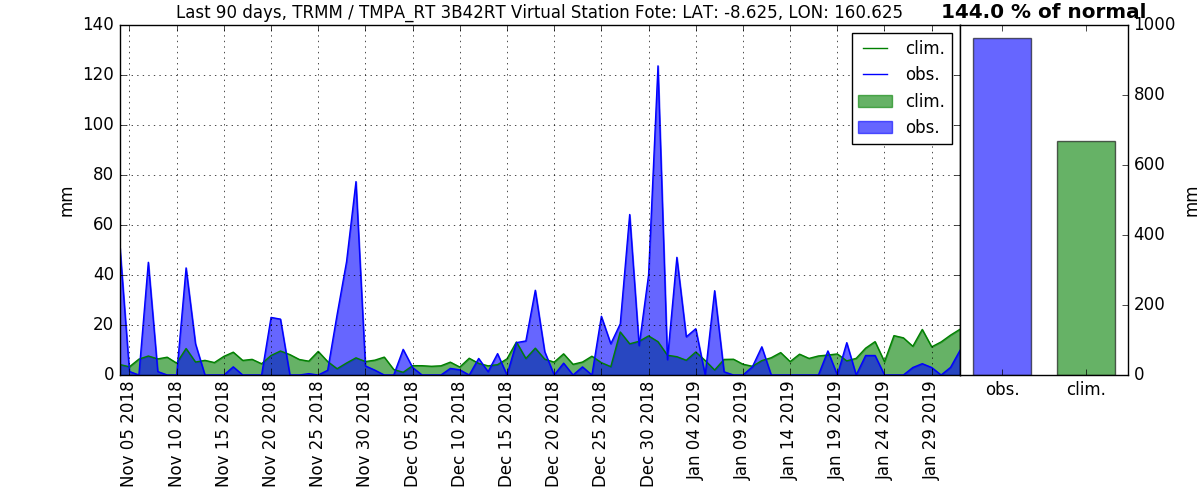 Last 90 days, TRMM / TMPA_RT 3B42RT Virtual Station Fote: LAT: -8.625, LON: 160.625
144.0 % of normal
140
120
100
80
60
40
20
0
mm
clim.
obs.
clim.
obs.
1000
800
600
400
200
0
mm
obs.
clim.
Nov 05 2018
Nov 10 2018
Nov 15 2018
Nov 20 2018
Nov 25 2018
Nov 30 2018
Dec 05 2018
Dec 10 2018
Dec 15 2018
Dec 20 2018
Dec 25 2018
Dec 30 2018
Jan 04 2019
Jan 09 2019
Jan 14 2019
Jan 19 2019
Jan 24 2019
Jan 29 2019